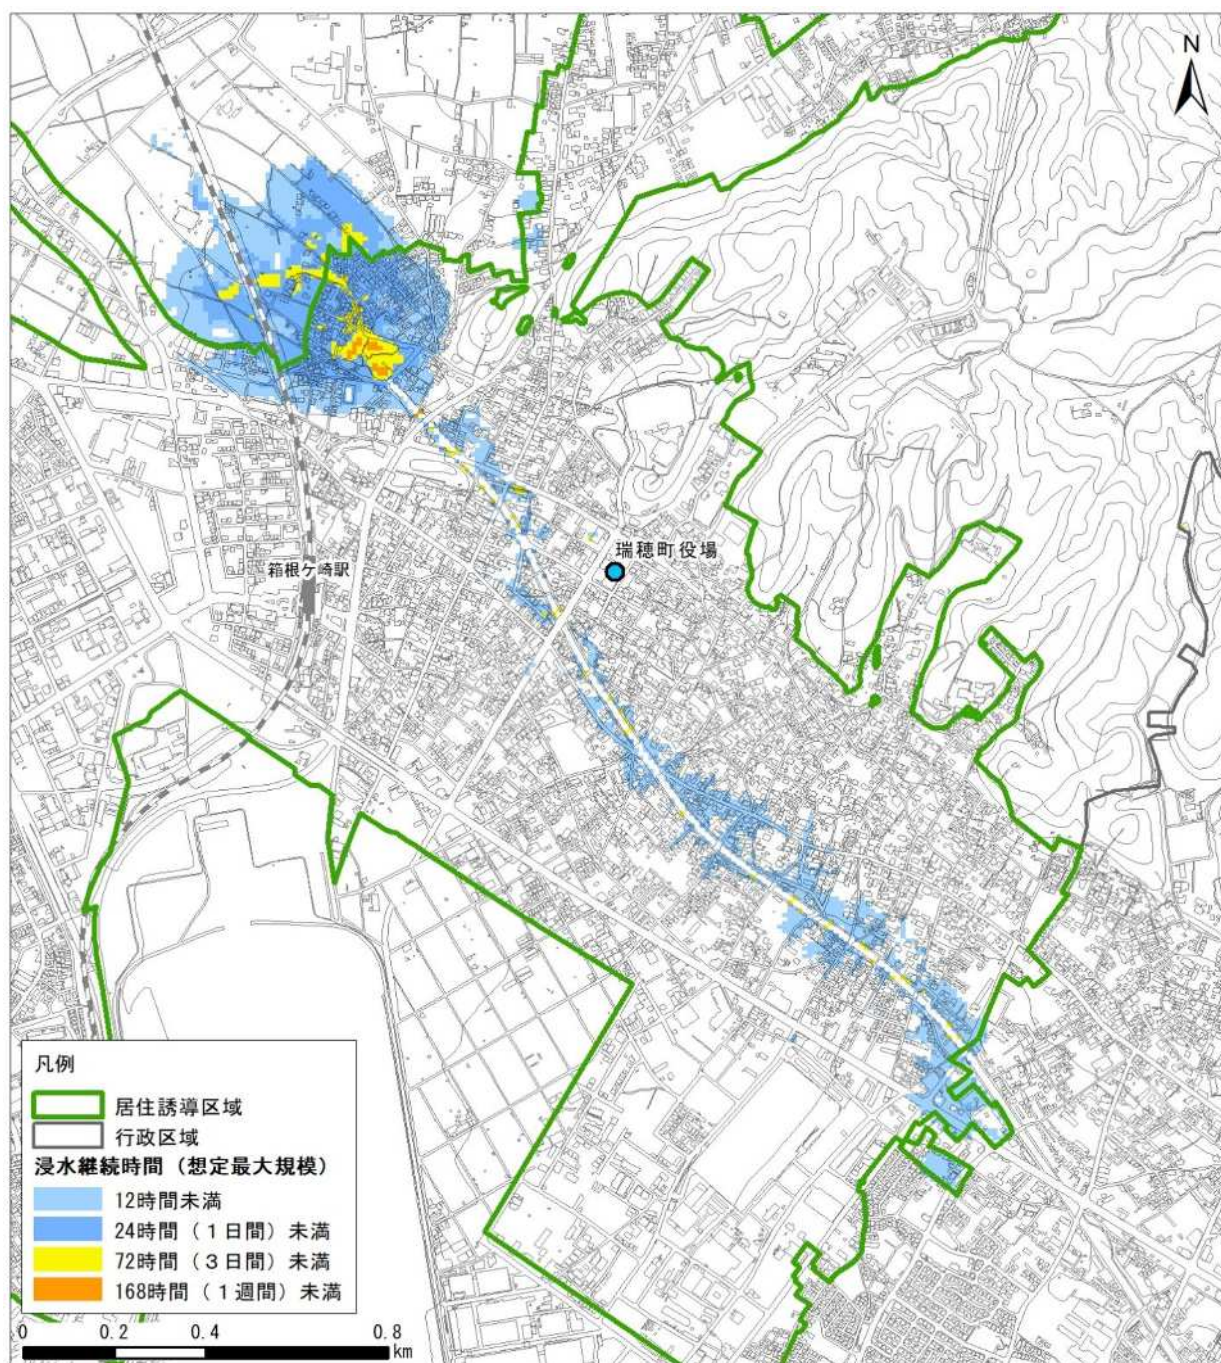 N
瑞穂町役場
箱根ケ崎駅
凡例
居住誘導区域
行政区域
浸水継続時間（想定最大規模）
12時間未満
24時間（１日間）未満
72時間（３日間）未満
168時間（１週間）未満
0 0.2 0.4 0.8
km